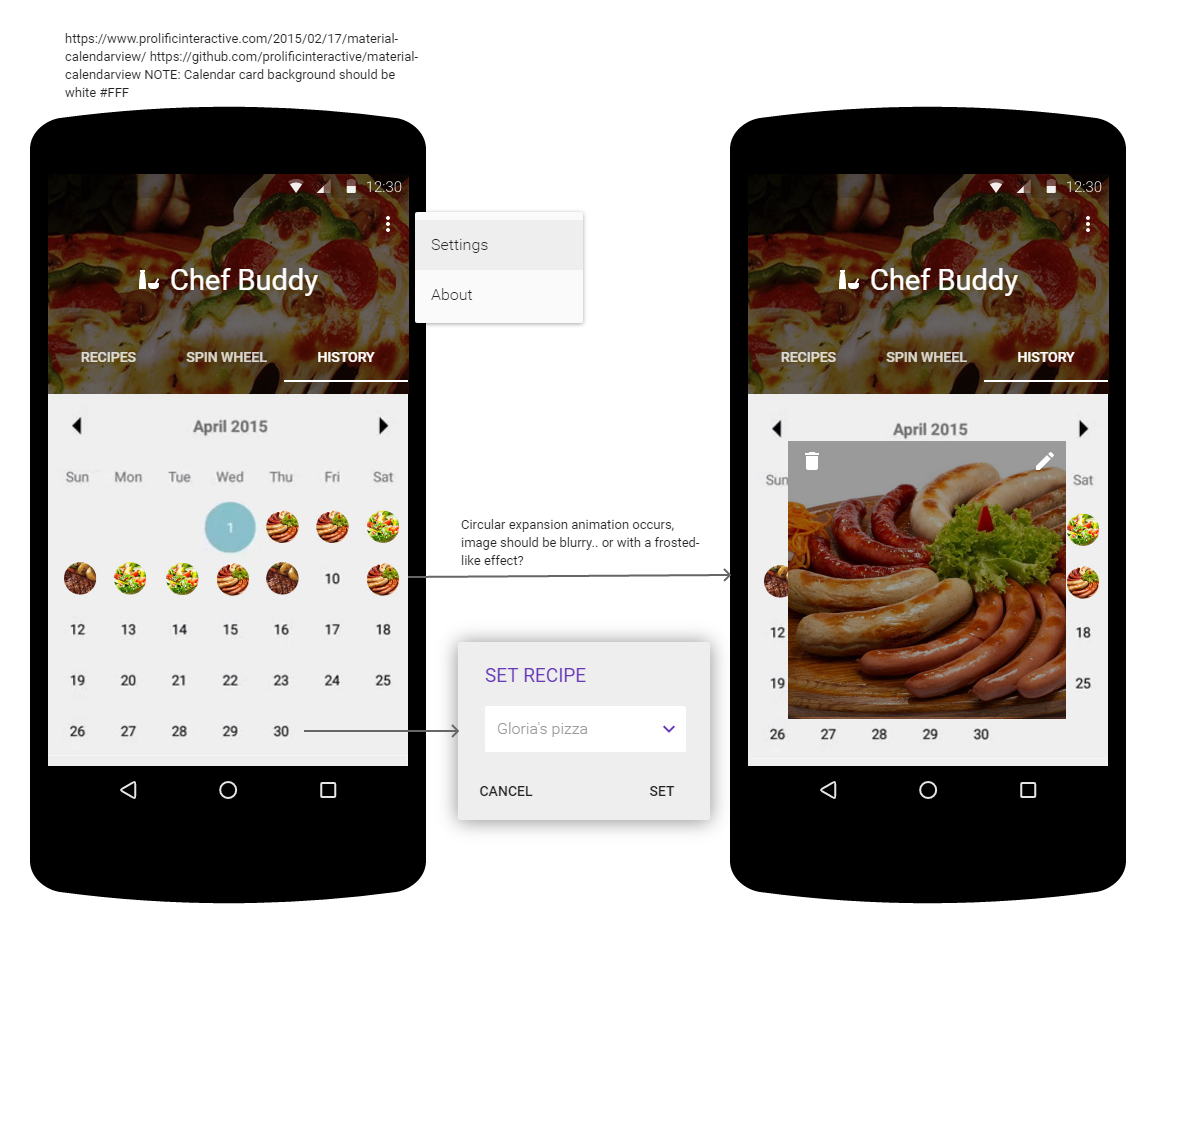 https://www.prolificinteractive.com/2015/02/17/material-
calendarview/ https://github.com/prolificinteractive/material-
calendarview NOTE: Calendar card background should be
white #FFF
12:30
Chef Buddy
RECIPES SPIN WHEEL HISTORY
April 2015
Sun Mon Tue Wed Thu Fri Sat
1
10
12 13 14 15 16 17 18
19 20 21 22 23 24 25
26 27 28 29 30
Settings
About
Circular expansion animation occurs,
image should be blurry.. or with a frosted-
like effect?
SET RECIPE
Gloria's pizza
CANCEL SET
12:30
Chef Buddy
RECIPES SPIN WHEEL HISTORY
April 2015
Sun Sat
12 18
19 25
26 27 28 29 30